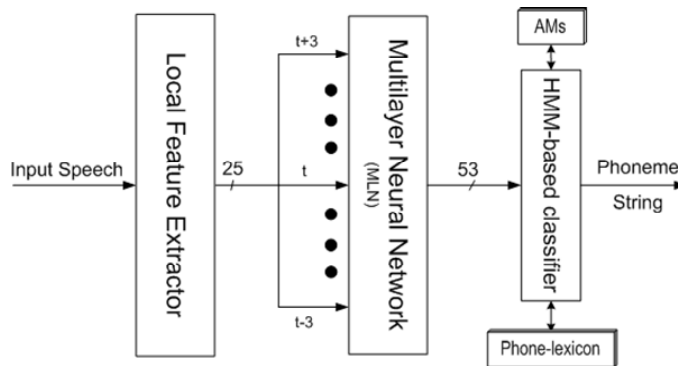 Input Speech
Local Feature Extractor
25
t+3
t
t-3
Multilayer Neural Network
(MLN)
53
AMs
HMM-based classifier
Phone-lexicon
Phoneme
String